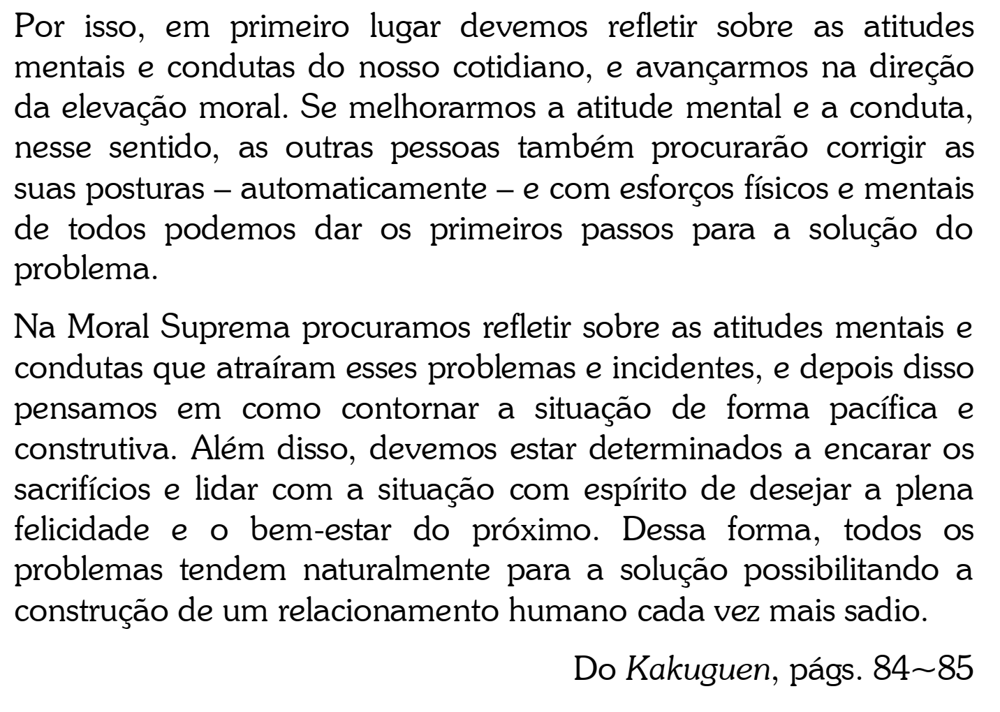 Por isso, em primeiro lugar devemos refletir sobre as atitudes
mentais e condutas do nosso cotidiano, e avançarmos na direção
da elevação moral. Se melhorarmos a atitude mental e a conduta,
nesse sentido, as outras pessoas também procurarão corrigir as
suas posturas – automaticamente – e com esforços físicos e mentais
de todos podemos dar os primeiros passos para a solução do
problema.
Na Moral Suprema procuramos refletir sobre as atitudes mentais e
condutas que atraíram esses problemas e incidentes, e depois disso
pensamos em como contornar a situação de forma pacífica e
construtiva. Além disso, devemos estar determinados a encarar os
sacrifícios e lidar com a situação com espírito de desejar a plena
felicidade e o bem-estar do próximo. Dessa forma, todos os
problemas tendem naturalmente para a solução possibilitando a
construção de um relacionamento humano cada vez mais sadio.
Do Kakuguen, págs. 84~85